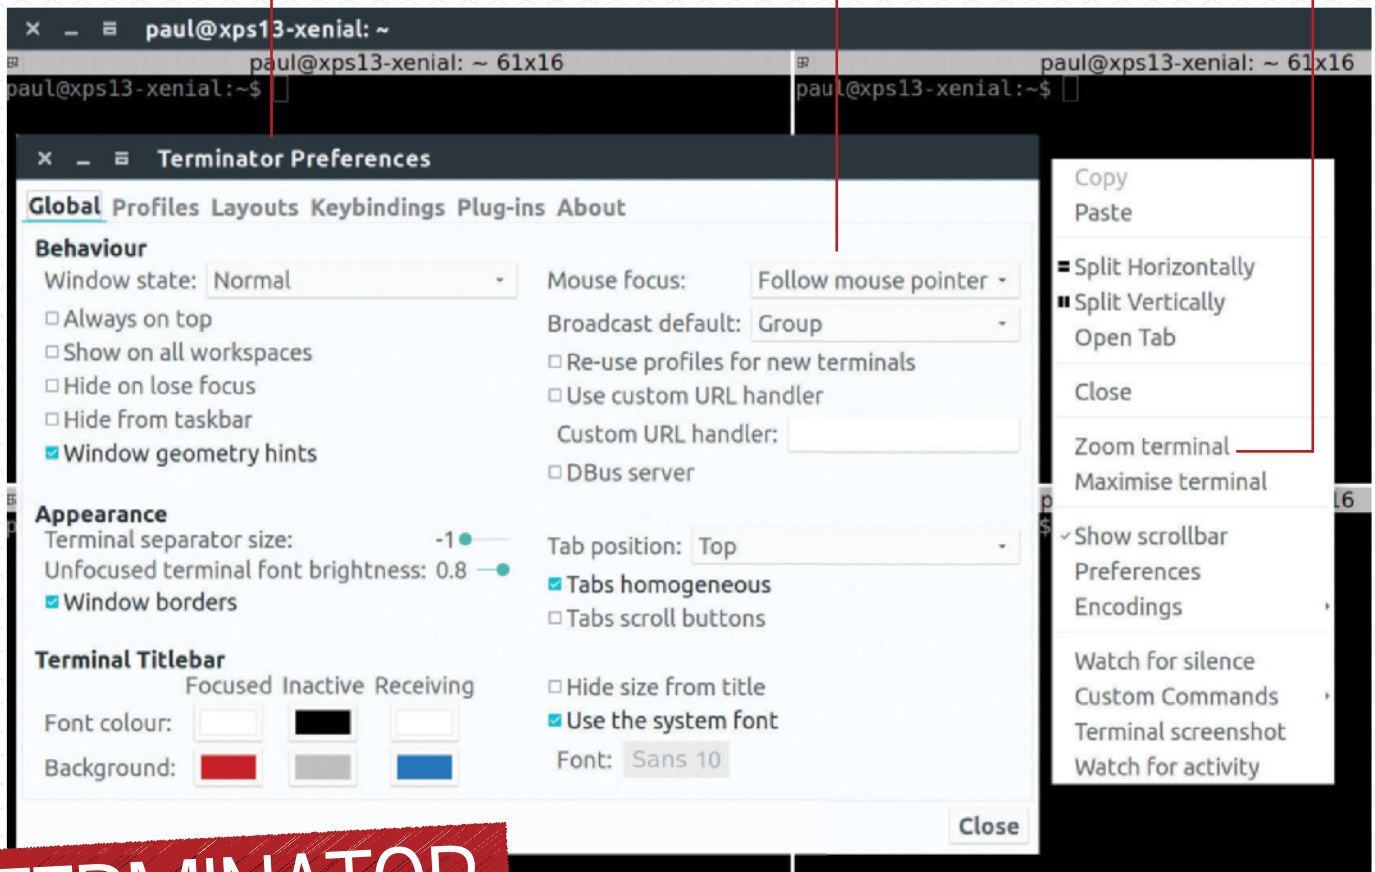 paul@xps13-xenial: ~
paul@xps13-xenial: ~ 61x16
paul@xps13-xenial: ~ 61x16
paul@xps13-xenial:~$
paul@xps13-xenial:~$
Terminator Preferences
Global Profiles Layouts Keybindings Plug-ins About
Behaviour
Window state: Normal
Always on top
Show on all workspaces
Hide on lose focus
Hide from taskbar
Window geometry hints
Mouse focus: Follow mouse pointer
Broadcast default: Group
Re-use profiles for new terminals
Use custom URL handler
Custom URL handler:
DBus server
Appearance
Terminal separator size: -1
Unfocused terminal font brightness: 0.8
Window borders
Tab position: Top
Tabs homogeneous
Tabs scroll buttons
Terminal Titlebar
Focused Inactive Receiving
Font colour:
Background:
Hide size from title
Use the system font
Font: Sans 10
Close
Copy
Paste
Split Horizontally
Split Vertically
Open Tab
Close
Zoom terminal
Maximise terminal
Show scrollbar
Preferences
Encodings
Watch for silence
Custom Commands
Terminal screenshot
Watch for activity
p
16
p
$
TERMINATOR